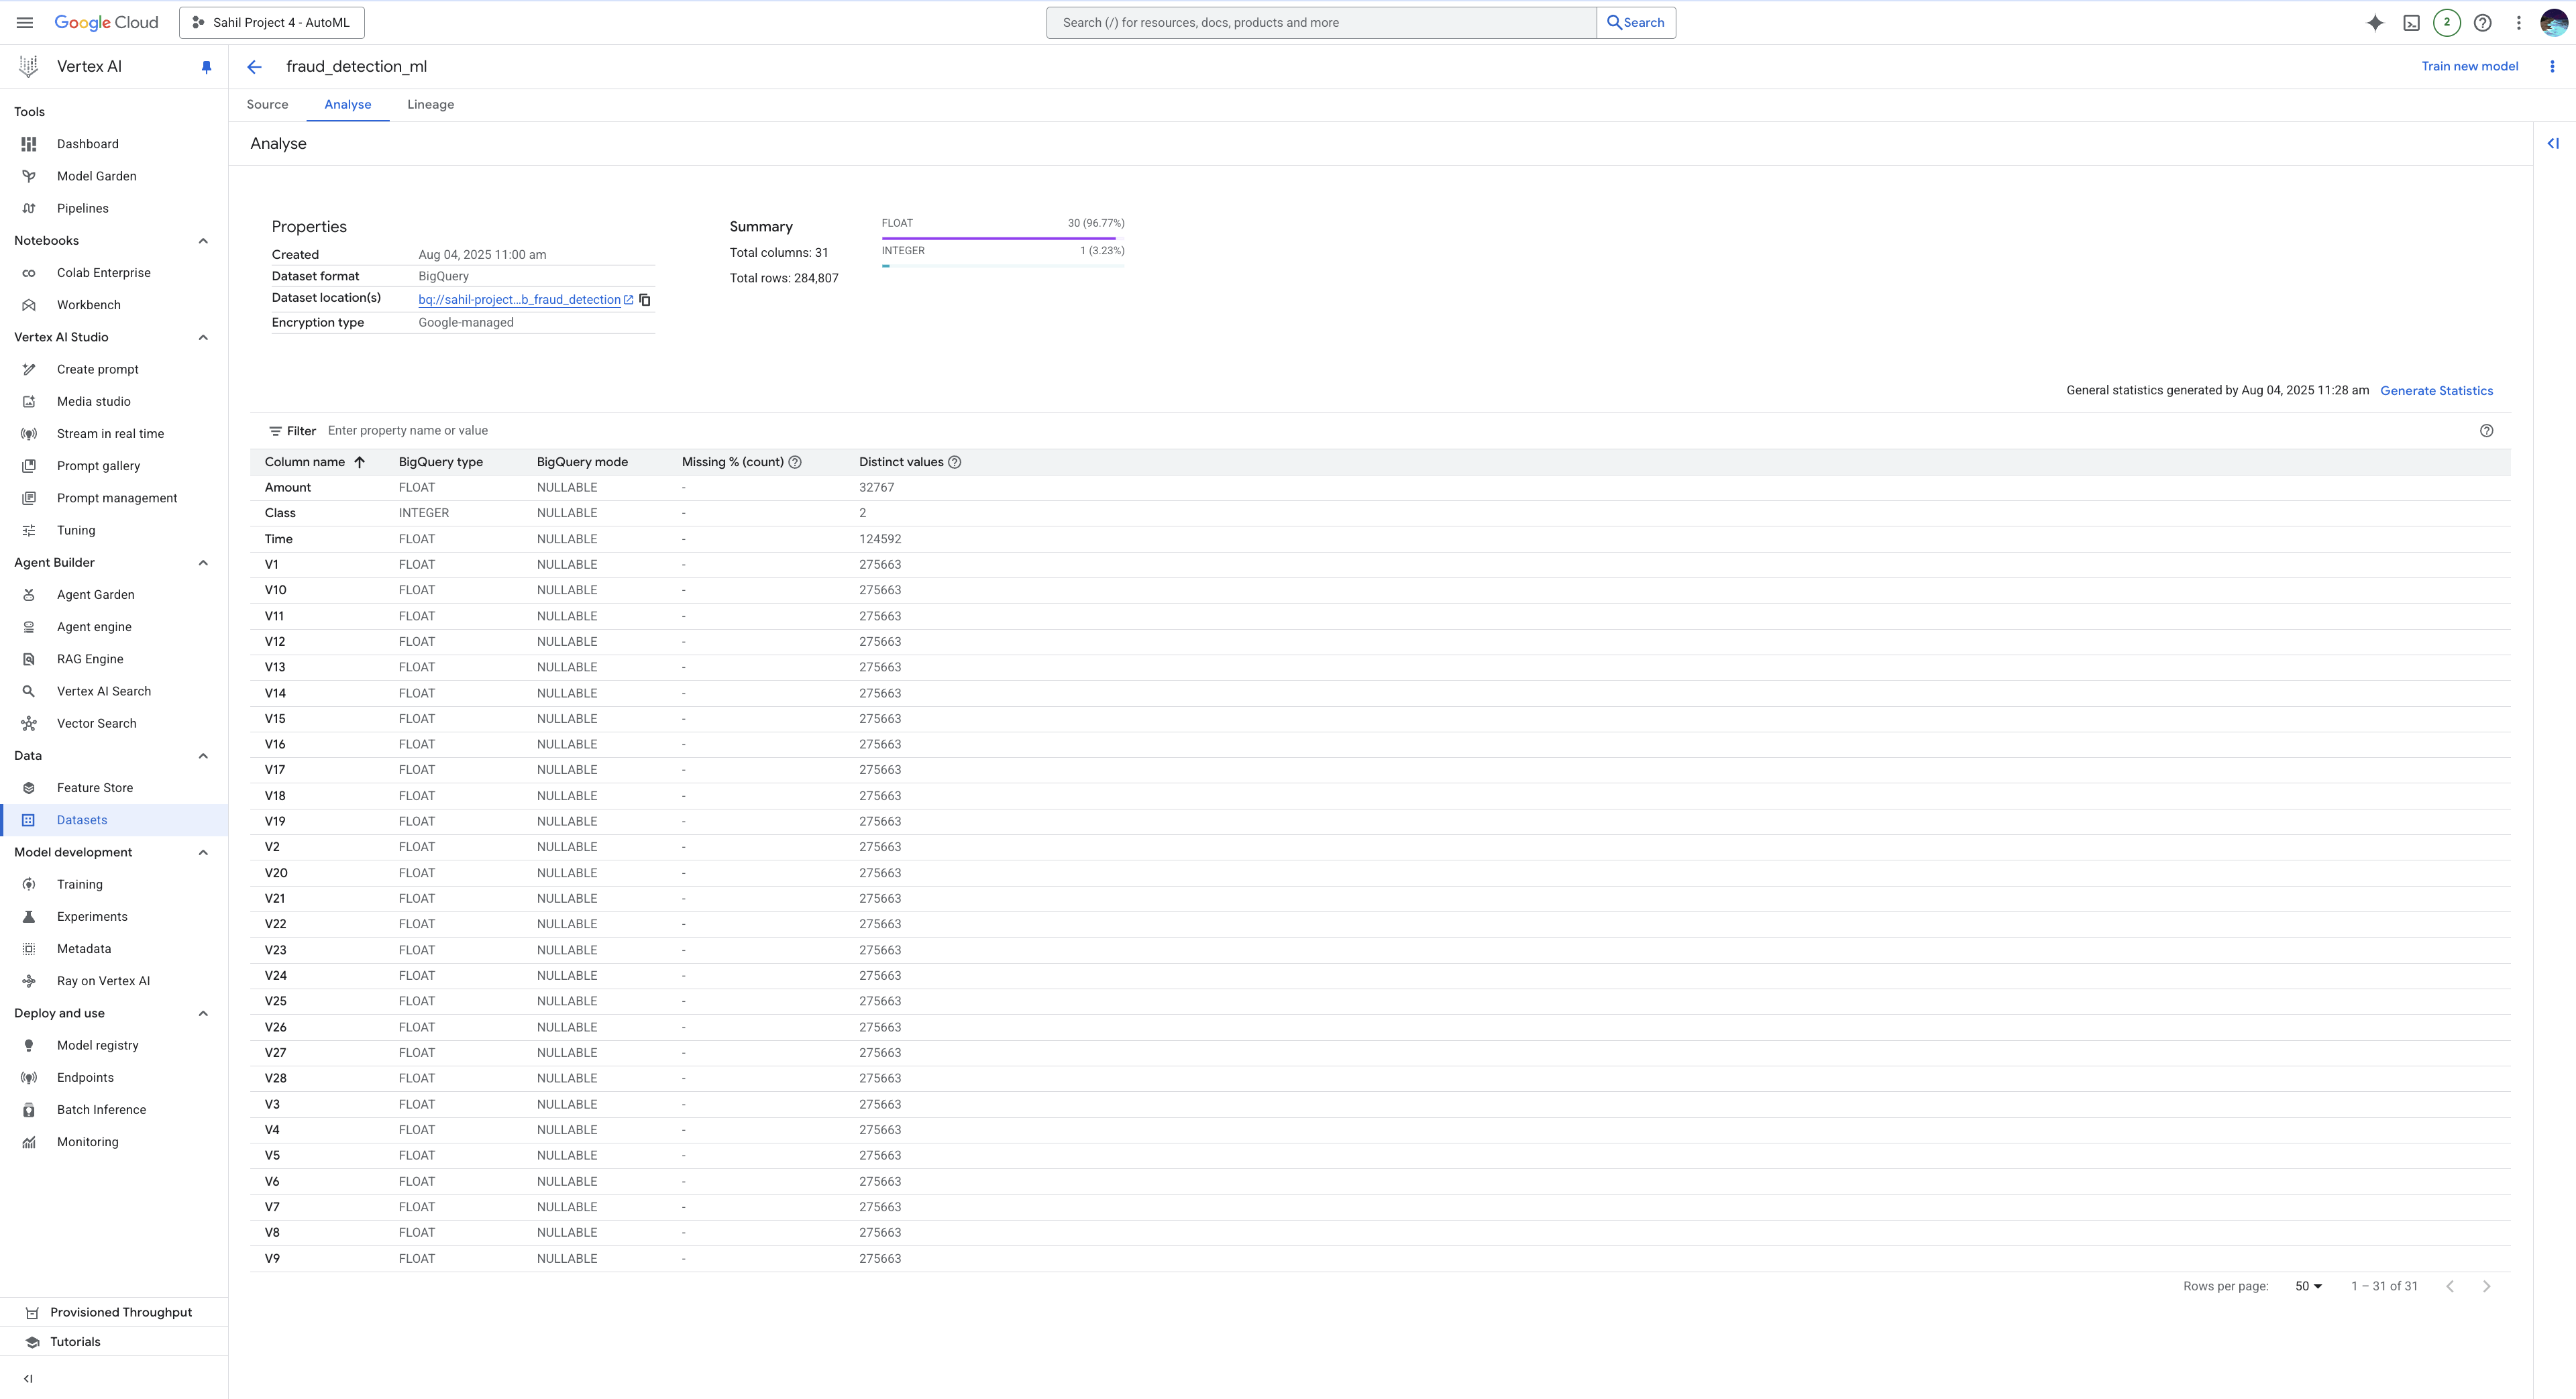 Google Cloud
Sahil Project 4 - AutoML
Search (/) for resources, docs, products and more
Search
2
Vertex AI
fraud_detection_ml
Train new model
Source Analyse Lineage
Analyse
Tools
Dashboard
Model Garden
Pipelines
Notebooks
Colab Enterprise
Workbench
Vertex AI Studio
Create prompt
Media studio
Stream in real time
Prompt gallery
Prompt management
Tuning
Agent Builder
Agent Garden
Agent engine
RAG Engine
Vertex AI Search
Vector Search
Data
Feature Store
Datasets
Model development
Training
Experiments
Metadata
Ray on Vertex AI
Deploy and use
Model registry
Endpoints
Batch Inference
Monitoring
Provisioned Throughput
Tutorials
Properties
Created Aug 04, 2025 11:00 am
Dataset format BigQuery
Dataset location(s) bq://sahil-project...b_fraud_detection
Encryption type Google-managed
Summary
Total columns: 31
Total rows: 284,807
FLOAT 30 (96.77%)
INTEGER 1 (3.23%)
General statistics generated by Aug 04, 2025 11:28 am Generate Statistics
Filter Enter property name or value
Column name BigQuery type BigQuery mode Missing % (count) Distinct values
Amount FLOAT NULLABLE - 32767
Class INTEGER NULLABLE - 2
Time FLOAT NULLABLE - 124592
V1 FLOAT NULLABLE - 275663
V10 FLOAT NULLABLE - 275663
V11 FLOAT NULLABLE - 275663
V12 FLOAT NULLABLE - 275663
V13 FLOAT NULLABLE - 275663
V14 FLOAT NULLABLE - 275663
V15 FLOAT NULLABLE - 275663
V16 FLOAT NULLABLE - 275663
V17 FLOAT NULLABLE - 275663
V18 FLOAT NULLABLE - 275663
V19 FLOAT NULLABLE - 275663
V2 FLOAT NULLABLE - 275663
V20 FLOAT NULLABLE - 275663
V21 FLOAT NULLABLE - 275663
V22 FLOAT NULLABLE - 275663
V23 FLOAT NULLABLE - 275663
V24 FLOAT NULLABLE - 275663
V25 FLOAT NULLABLE - 275663
V26 FLOAT NULLABLE - 275663
V27 FLOAT NULLABLE - 275663
V28 FLOAT NULLABLE - 275663
V3 FLOAT NULLABLE - 275663
V4 FLOAT NULLABLE - 275663
V5 FLOAT NULLABLE - 275663
V6 FLOAT NULLABLE - 275663
V7 FLOAT NULLABLE - 275663
V8 FLOAT NULLABLE - 275663
V9 FLOAT NULLABLE - 275663
Rows per page: 50 1 – 31 of 31